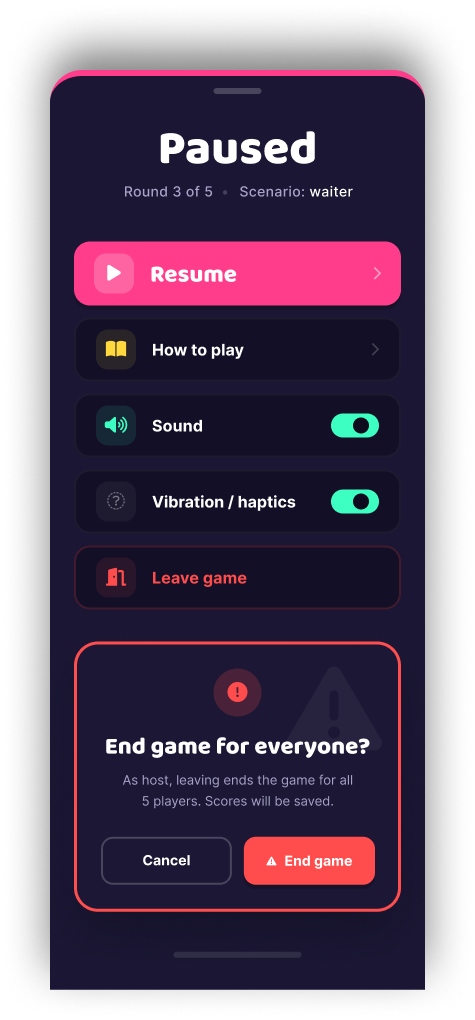 Paused
Round 3 of 5 • Scenario: waiter
Resume
How to play
Sound
Vibration / haptics
Leave game
End game for everyone?
As host, leaving ends the game for all
5 players. Scores will be saved.
Cancel
End game